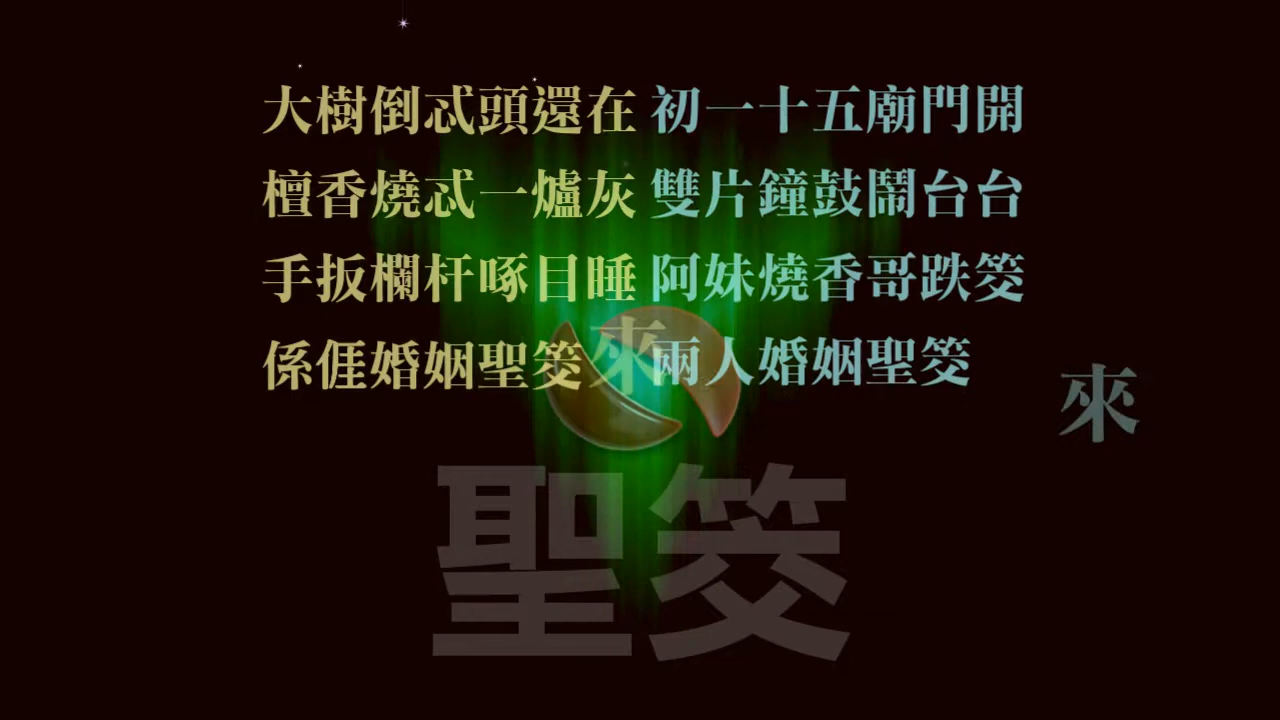 大樹倒忒頭還在 初一十五廟門開
檀香燒忒一爐灰 雙片鐘鼓鬧台台
手扳欄杆啄目睡 阿妹燒香哥跌筊
係𠊎婚姻聖筊來 兩人婚姻聖筊
來
聖筊